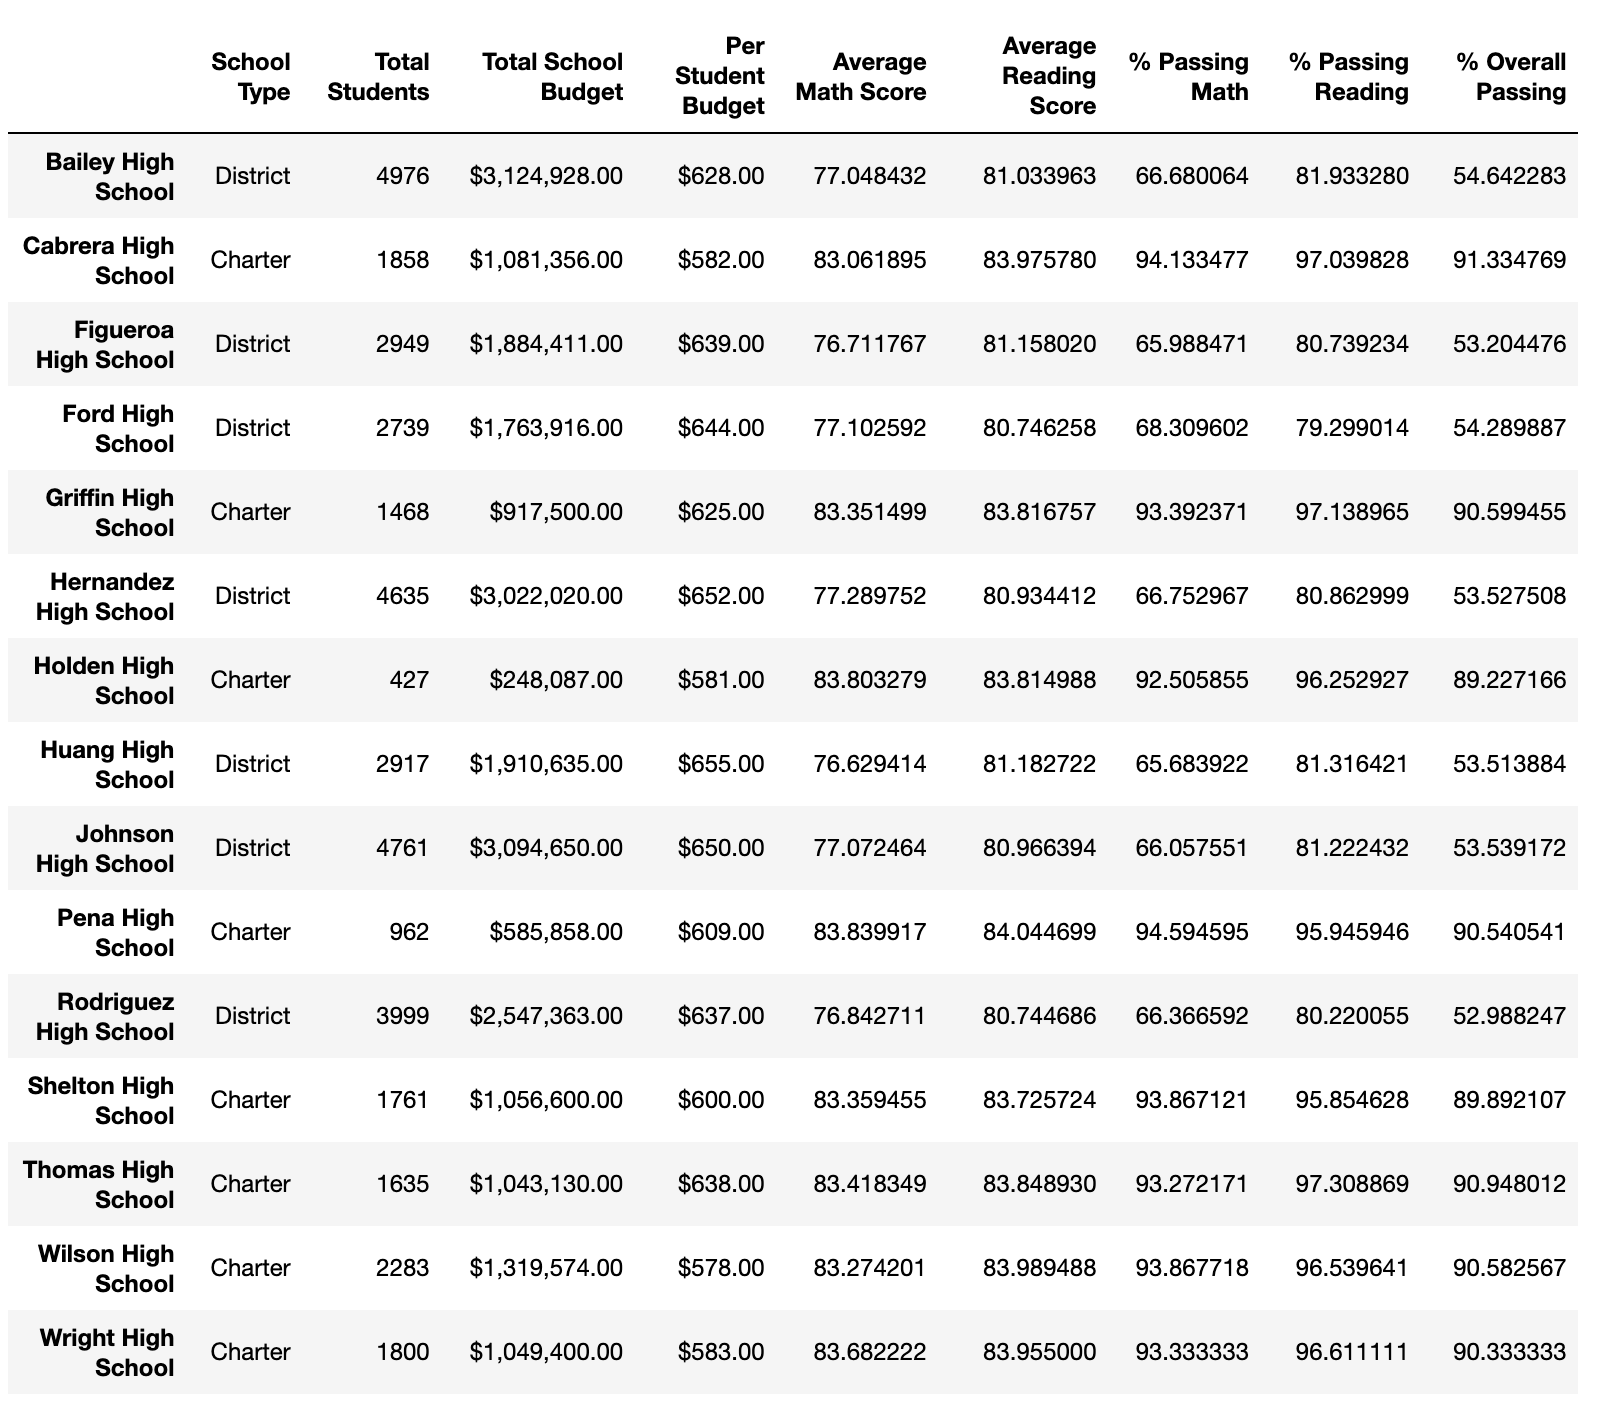 School Type	Total Students	Total School Budget	Per Student Budget	Average Math Score	Average Reading Score	% Passing Math	% Passing Reading	% Overall Passing
Bailey High School	District	4976	$3,124,928.00	$628.00	77.048432	81.033963	66.680064	81.933280	54.642283
Cabrera High School	Charter	1858	$1,081,356.00	$582.00	83.061895	83.975780	94.133477	97.039828	91.334769
Figueroa High School	District	2949	$1,884,411.00	$639.00	76.711767	81.158020	65.988471	80.739234	53.204476
Ford High School	District	2739	$1,763,916.00	$644.00	77.102592	80.746258	68.309602	79.299014	54.289887
Griffin High School	Charter	1468	$917,500.00	$625.00	83.351499	83.816757	93.392371	97.138965	90.599455
Hernandez High School	District	4635	$3,022,020.00	$652.00	77.289752	80.934412	66.752967	80.862999	53.527508
Holden High School	Charter	427	$248,087.00	$581.00	83.803279	83.814988	92.505855	96.252927	89.227166
Huang High School	District	2917	$1,910,635.00	$655.00	76.629414	81.182722	65.683922	81.316421	53.513884
Johnson High School	District	4761	$3,094,650.00	$650.00	77.072464	80.966394	66.057551	81.222432	53.539172
Pena High School	Charter	962	$585,858.00	$609.00	83.839917	84.044699	94.594595	95.945946	90.540541
Rodriguez High School	District	3999	$2,547,363.00	$637.00	76.842711	80.744686	66.366592	80.220055	52.988247
Shelton High School	Charter	1761	$1,056,600.00	$600.00	83.359455	83.725724	93.867121	95.854628	89.892107
Thomas High School	Charter	1635	$1,043,130.00	$638.00	83.418349	83.848930	93.272171	97.308869	90.948012
Wilson High School	Charter	2283	$1,319,574.00	$578.00	83.274201	83.989488	93.867718	96.539641	90.582567
Wright High School	Charter	1800	$1,049,400.00	$583.00	83.682222	83.955000	93.333333	96.611111	90.333333